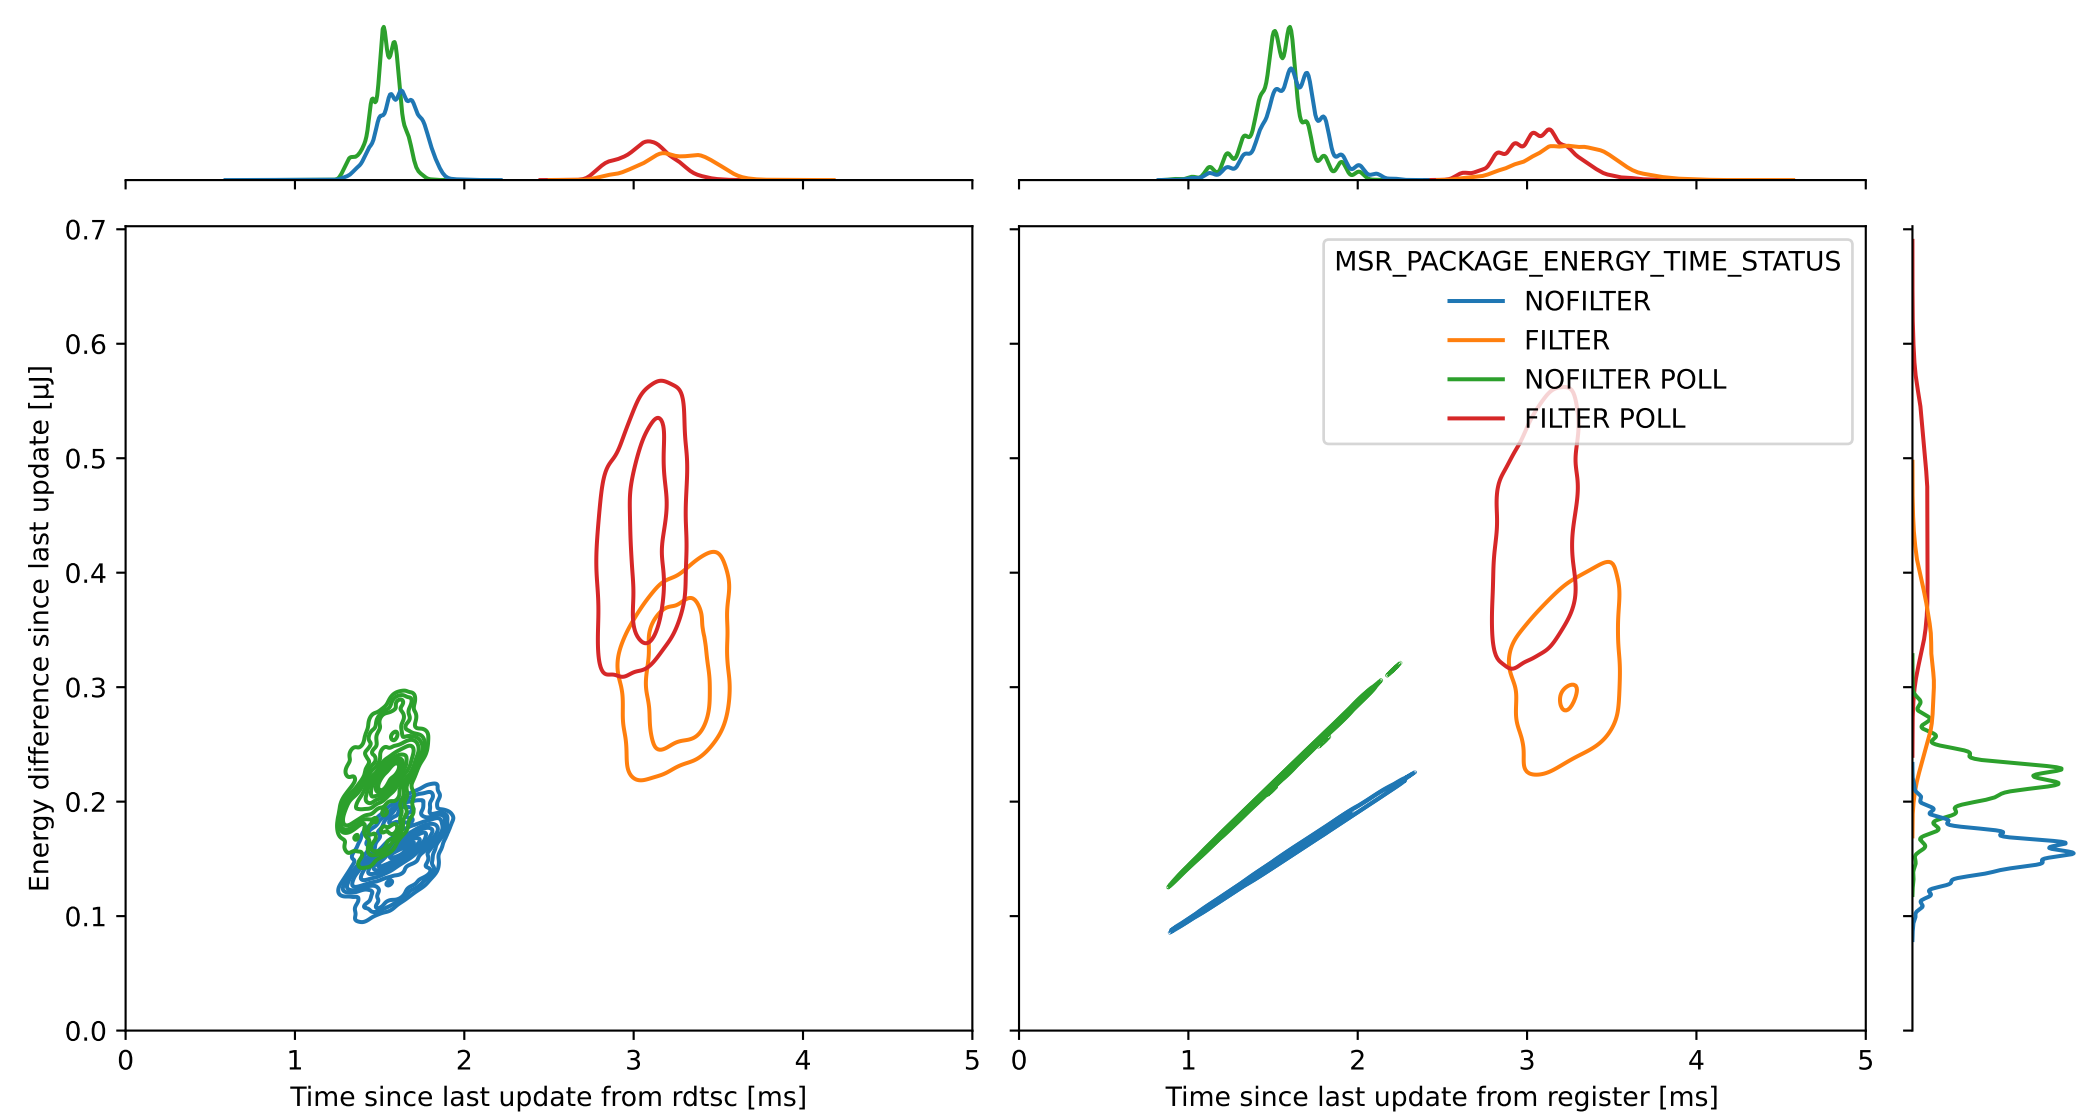 0.7
0.6
0.5
0.4
0.3
0.2
0.1
0.0
Energy difference since last update [µJ]
0 1 2 3 4 5
Time since last update from rdtsc [ms]
MSR_PACKAGE_ENERGY_TIME_STATUS
NOFILTER
FILTER
NOFILTER POLL
FILTER POLL
0 1 2 3 4 5
Time since last update from register [ms]